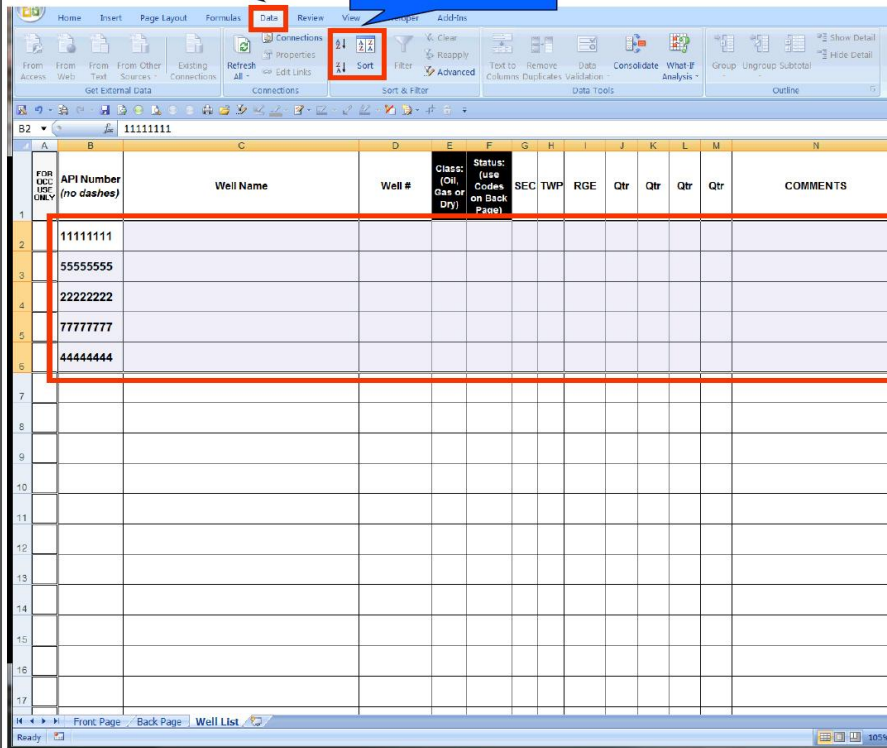 Home Insert Page Layout Formulas Data Review View Add-Ins
Connections Clear Show Detail
Properties Reapply Hide Detail
From Access From Web From Text From Other Sources Existing Connections Refresh All Edit Links Sort Filter Advanced Text to Columns Remove Duplicates Data Validation Consolidate What-If Analysis Group Ungroup Subtotal
Get External Data Connections Sort & Filter Data Tools Outline
B2 fx 11111111
A B C D E F G H I J K L M N
1 FOR OCC USE ONLY API Number (no dashes) Well Name Well # Class: (Oil, Gas or Dry) Status: (use Codes on Back Page) SEC TWP RGE Qtr Qtr Qtr Qtr COMMENTS
2 11111111
3 55555555
4 22222222
5 77777777
6 44444444
7
8
9
10
11
12
13
14
15
16
17
Front Page Back Page Well List
Ready 105%